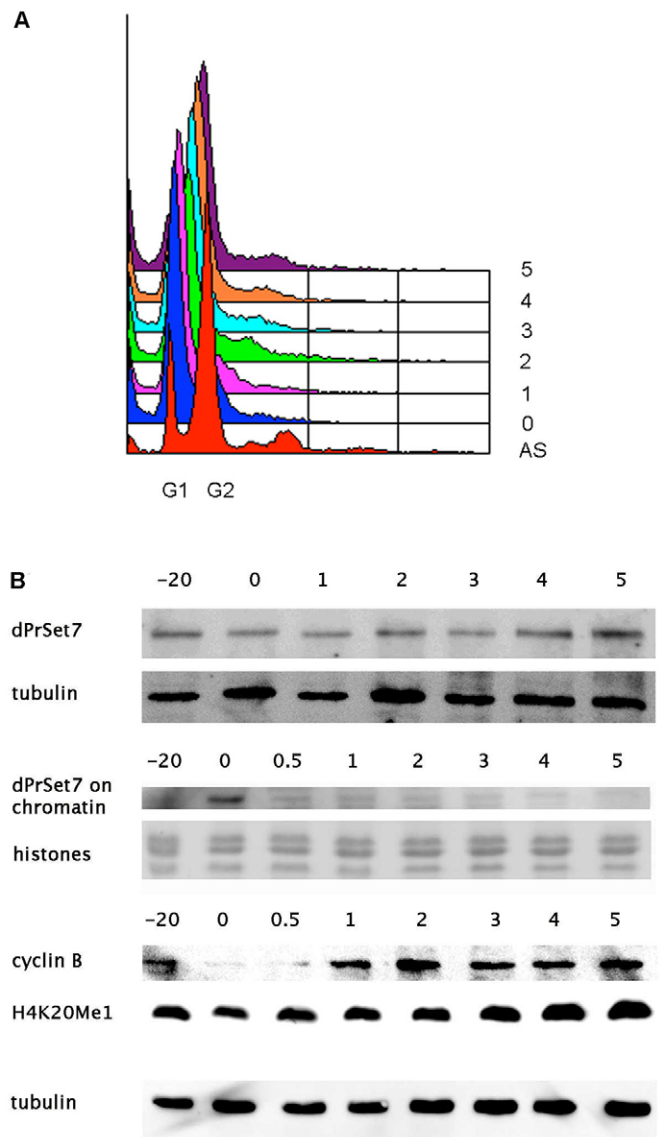 A
5
4
3
2
1
0
AS
G1 G2
B
-20 0 1 2 3 4 5
dPrSet7
tubulin
-20 0 0.5 1 2 3 4 5
dPrSet7 on
chromatin
histones
-20 0 0.5 1 2 3 4 5
cyclin B
H4K20Me1
tubulin